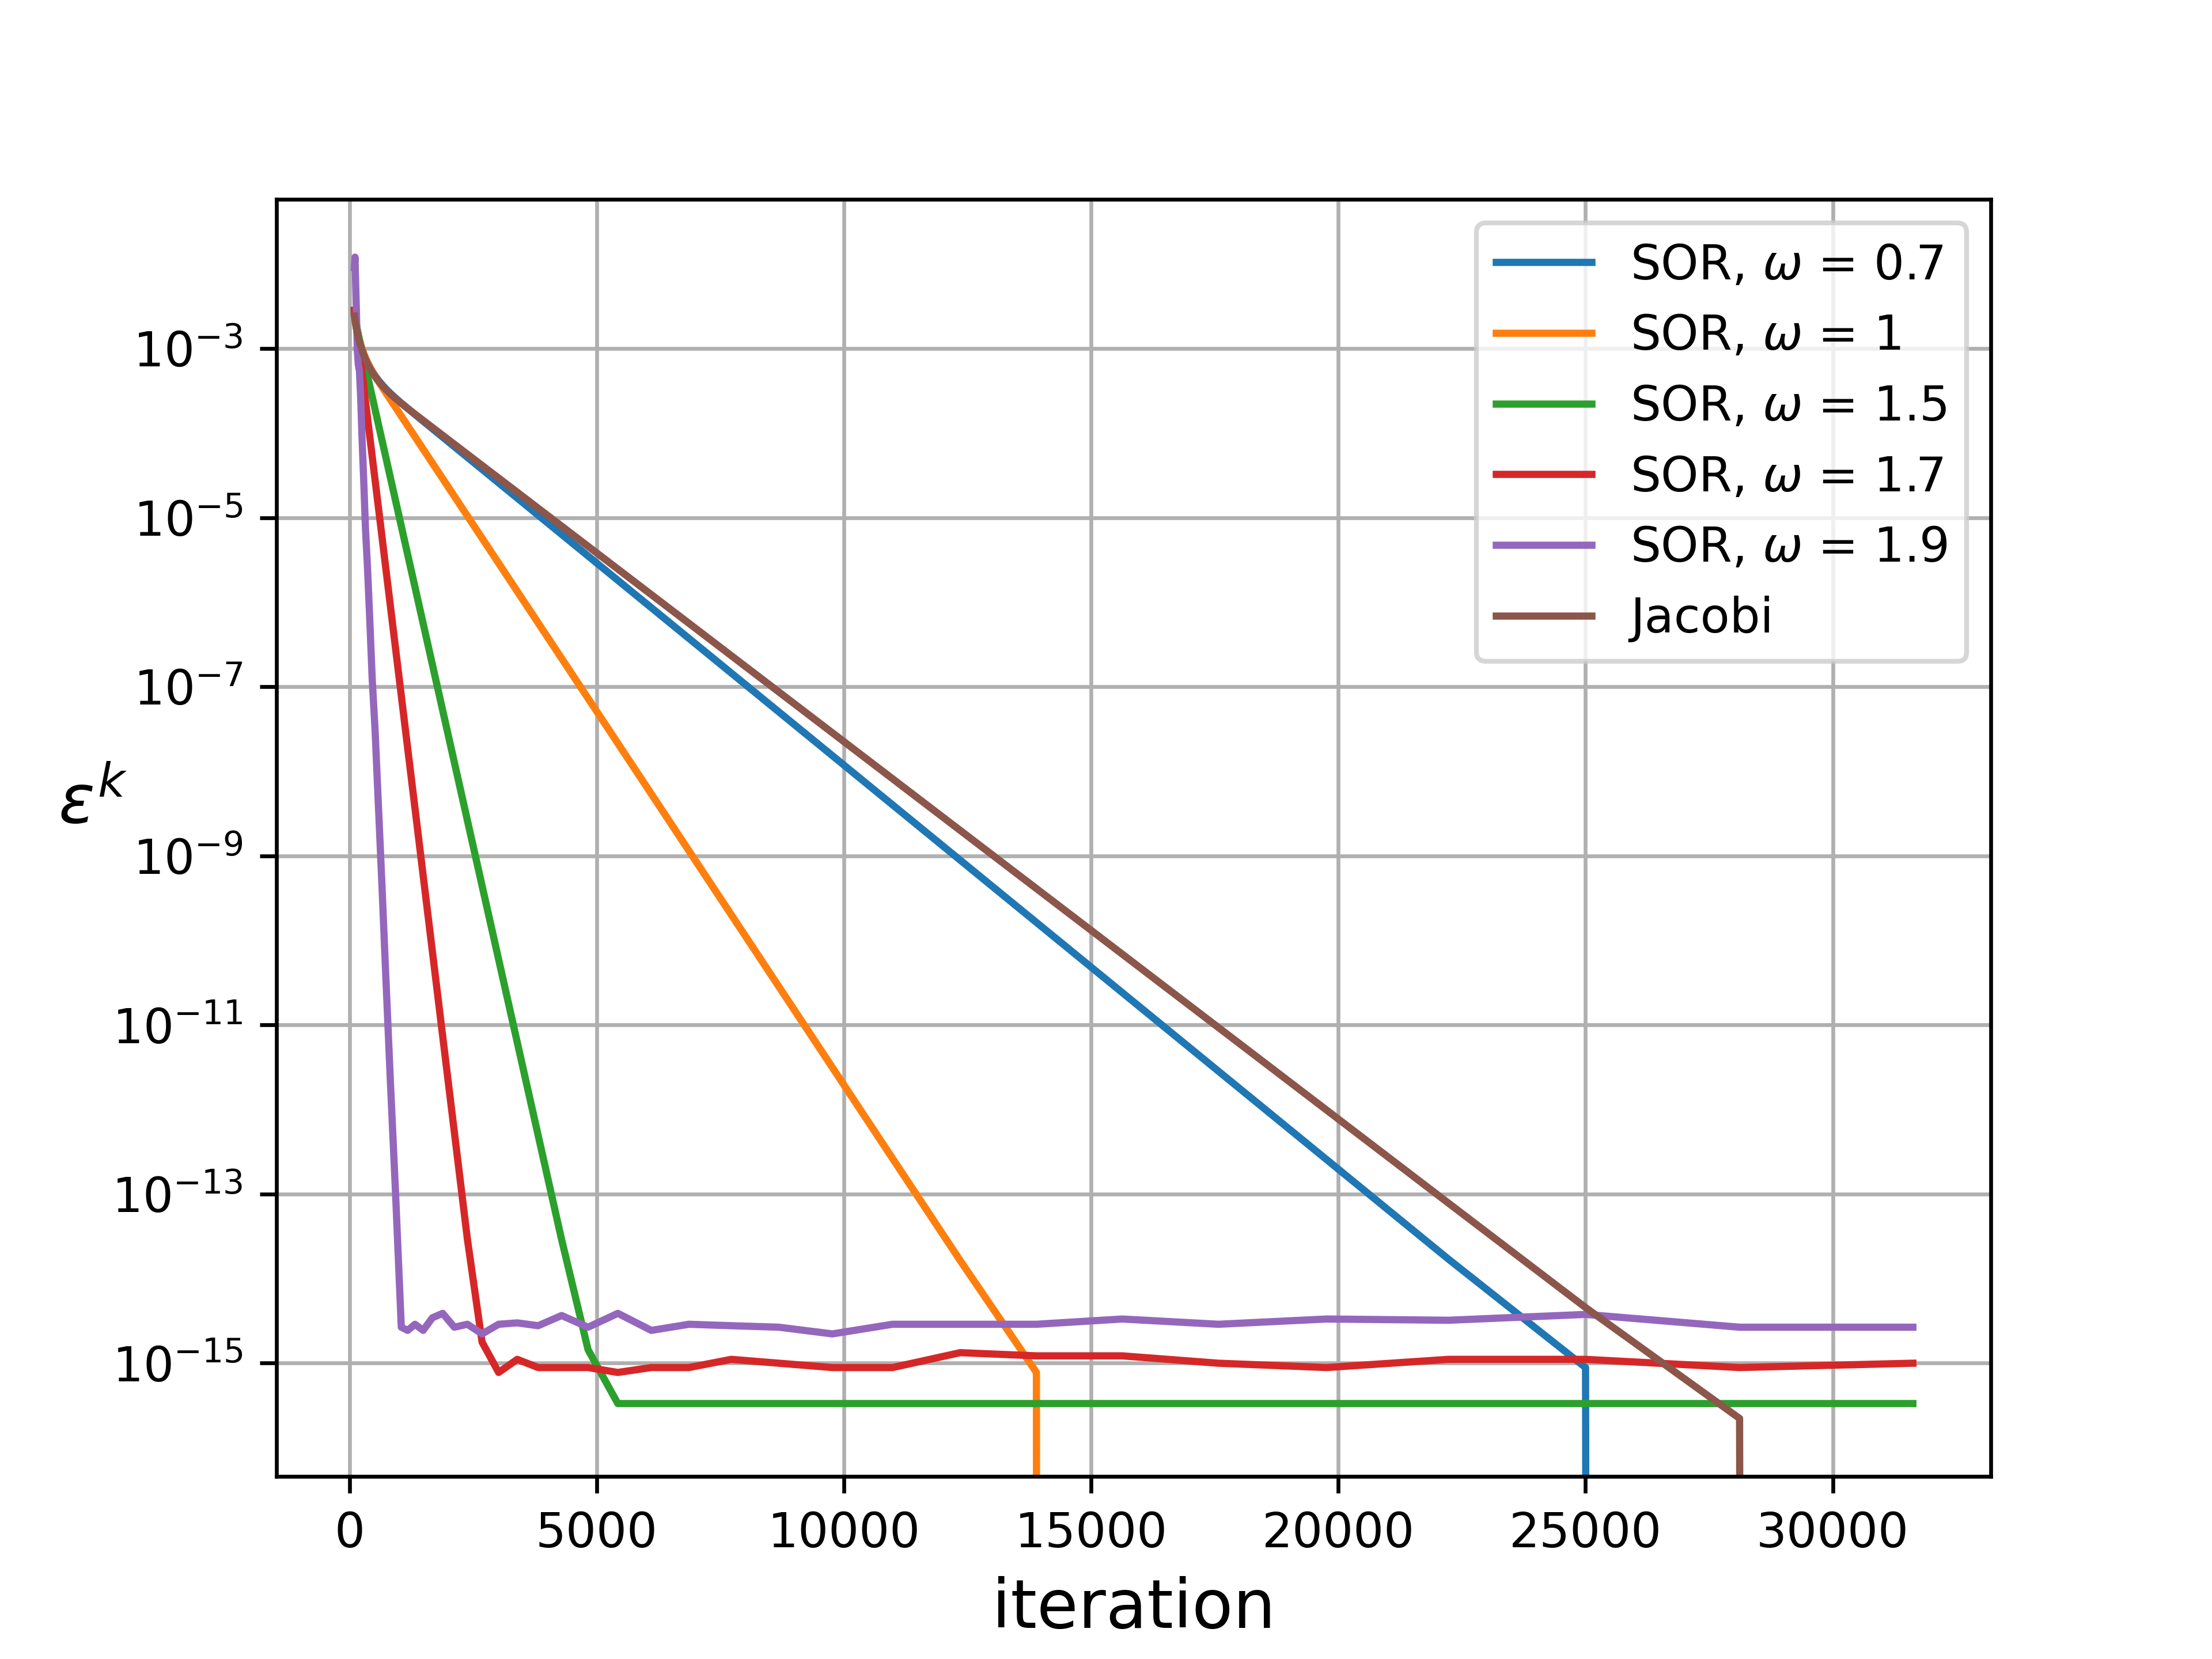 SOR, ω = 0.7
SOR, ω = 1
SOR, ω = 1.5
SOR, ω = 1.7
SOR, ω = 1.9
Jacobi
10⁻³
10⁻⁵
10⁻⁷
10⁻⁹
10⁻¹¹
10⁻¹³
10⁻¹⁵
εᵏ
0 5000 10000 15000 20000 25000 30000
iteration